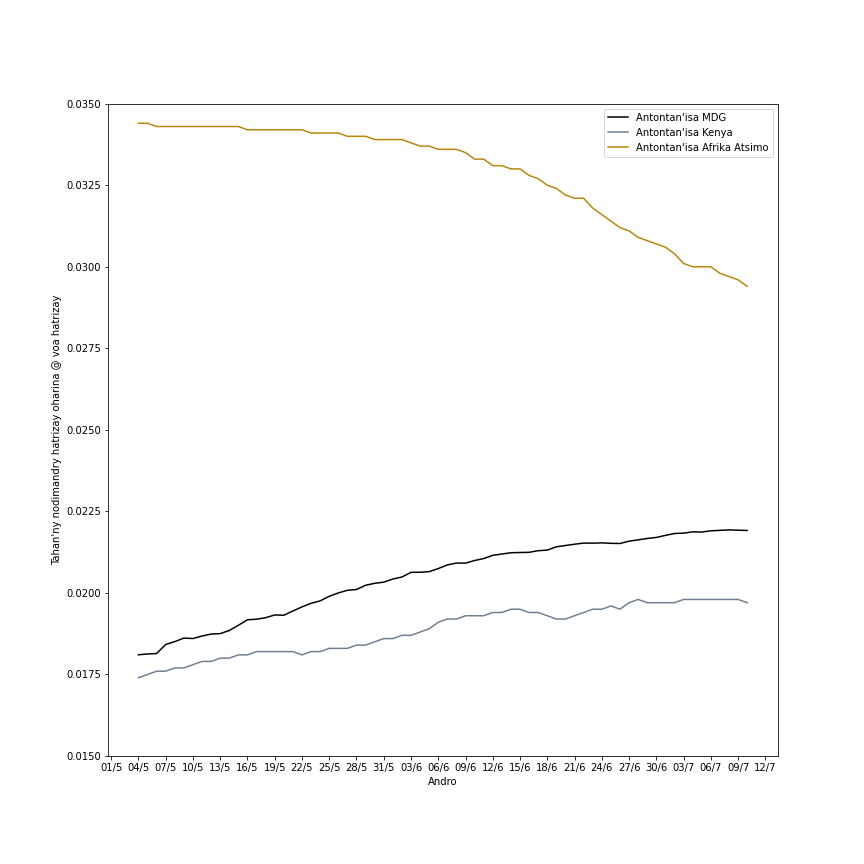 0.0350
0.0325
0.0300
0.0275
0.0250
0.0225
0.0200
0.0175
0.0150
Tahan'ny nodimandry hatrizay oharina @ voa hatrizay
Antontan'isa MDG
Antontan'isa Kenya
Antontan'isa Afrika Atsimo
01/5 04/5 07/5 10/5 13/5 16/5 19/5 22/5 25/5 28/5 31/5 03/6 06/6 09/6 12/6 15/6 18/6 21/6 24/6 27/6 30/6 03/7 06/7 09/7 12/7
Andro